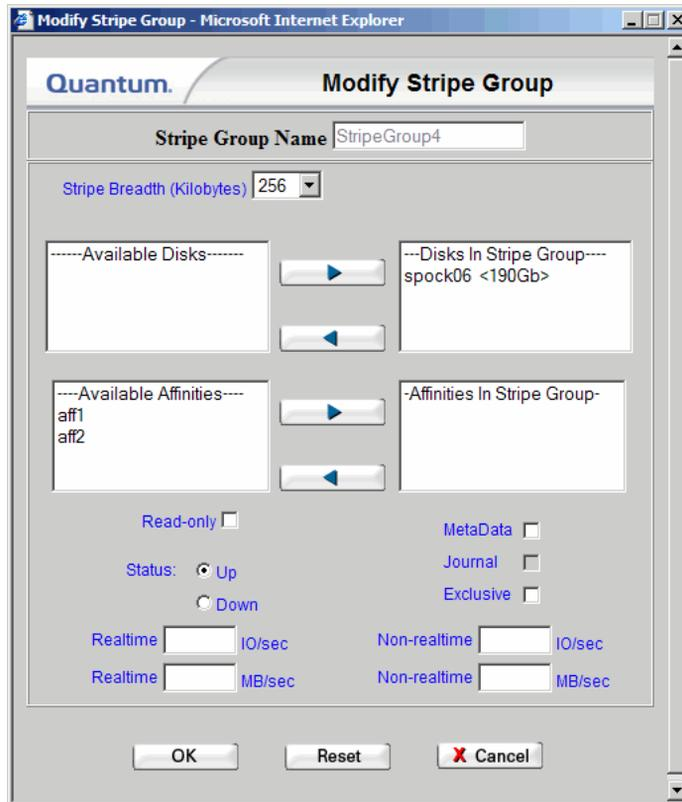 Modify Stripe Group - Microsoft Internet Explorer
Quantum.
Modify Stripe Group
Stripe Group Name StripeGroup4
Stripe Breadth (Kilobytes) 256
------Available Disks-------
---Disks In Stripe Group----
spock06 <190Gb>
----Available Affinities----
aff1
aff2
-Affinities In Stripe Group-
Read-only
MetaData
Status: Up
Journal
Down
Exclusive
Realtime IO/sec Non-realtime IO/sec
Realtime MB/sec Non-realtime MB/sec
OK Reset X Cancel